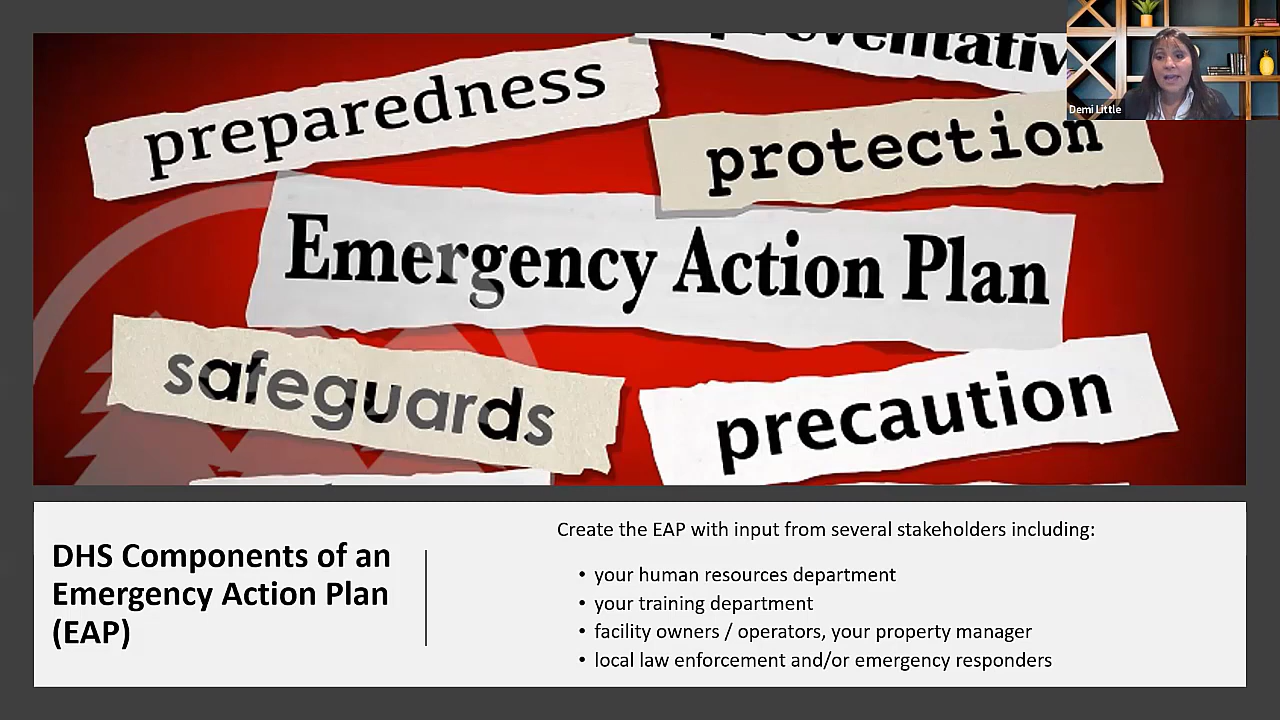 preventative
Demi Little
preparedness
protection
Emergency Action Plan
safeguards
precaution
DHS Components of an
Emergency Action Plan
(EAP)
Create the EAP with input from several stakeholders including:
• your human resources department
• your training department
• facility owners / operators, your property manager
• local law enforcement and/or emergency responders